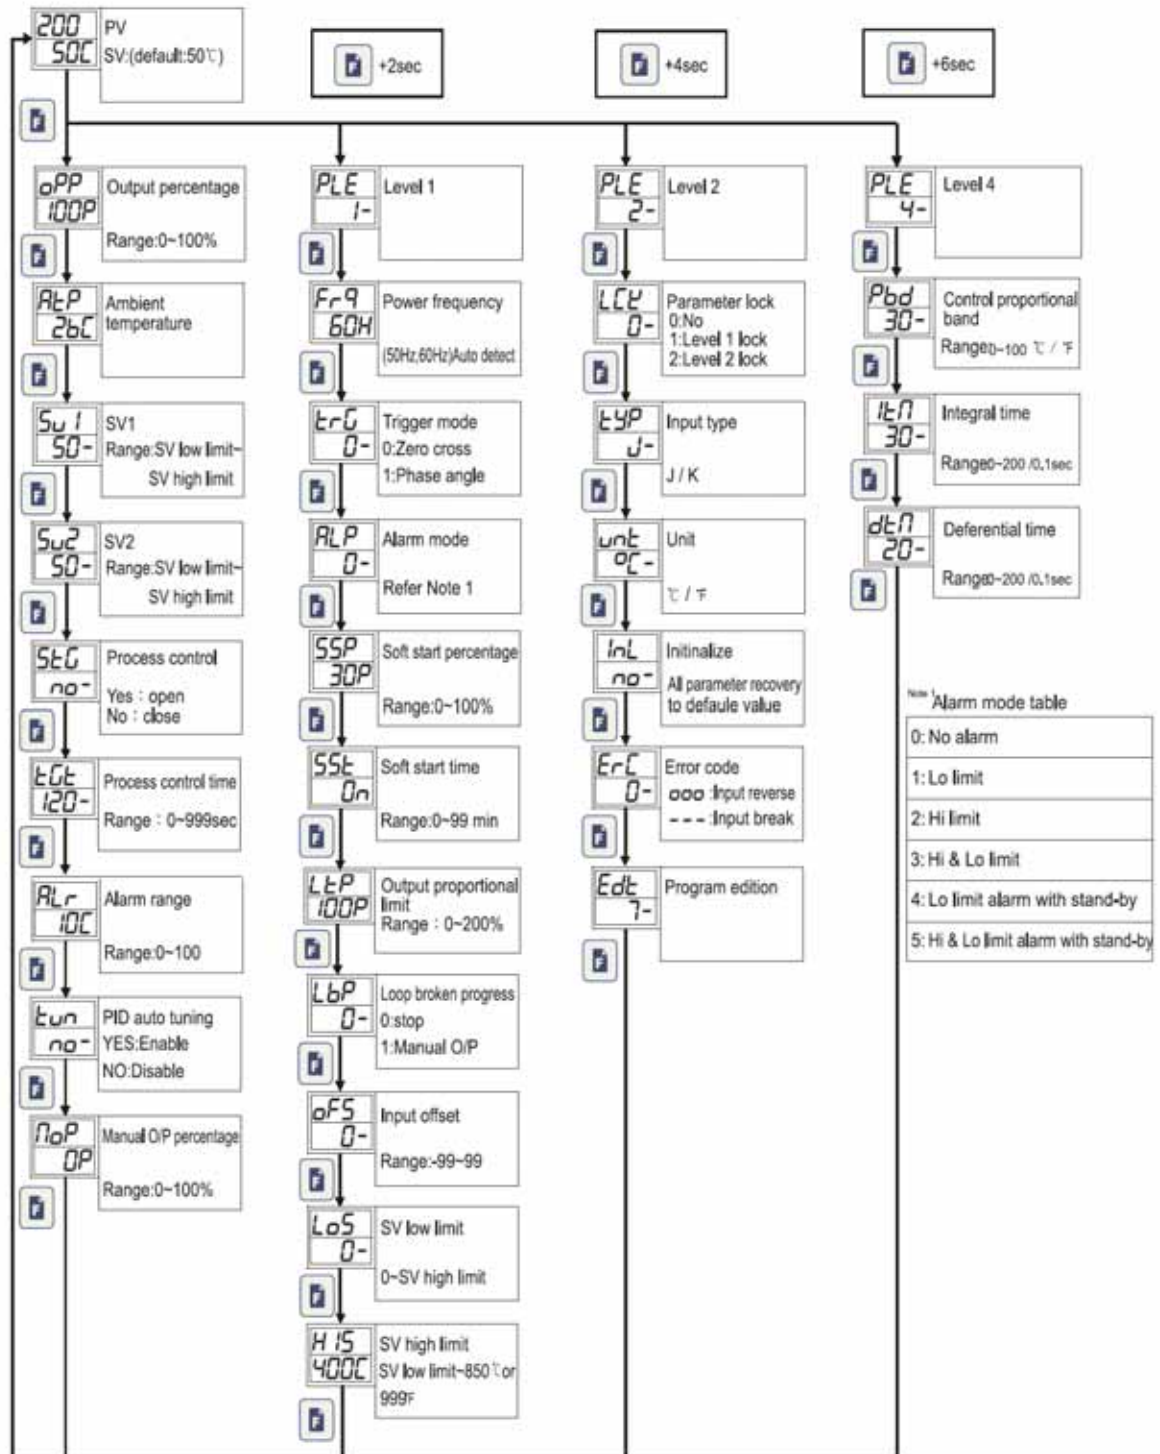 200
50C
PV
SV:(default:50℃)
+2sec
+4sec
+6sec
oPP
100P
Output percentage
Range:0~100%
AtP
26C
Ambient
temperature
Su1
50-
SV1
Range:SV low limit~
SV high limit
Su2
50-
SV2
Range:SV low limit~
SV high limit
StG
no-
Process control
Yes : open
No : close
tGt
120-
Process control time
Range : 0~999sec
ALr
10C
Alarm range
Range:0~100
tun
no-
PID auto tuning
YES:Enable
NO:Disable
NoP
0P
Manual O/P percentage
Range:0~100%
PLE
1-
Level 1
Frq
60H
Power frequency
(50Hz,60Hz)Auto detect
trG
0-
Trigger mode
0:Zero cross
1:Phase angle
ALP
0-
Alarm mode
Refer Note 1
SSP
30P
Soft start percentage
Range:0~100%
SSt
0n
Soft start time
Range:0~99 min
LtP
100P
Output proportional
limit
Range : 0~200%
LbP
0-
Loop broken progress
0:stop
1:Manual O/P
oFS
0-
Input offset
Range:-99~99
LoS
0-
SV low limit
0~SV high limit
HIS
400C
SV high limit
SV low limit~850℃or
999℉
PLE
2-
Level 2
LCK
0-
Parameter lock
0:No
1:Level 1 lock
2:Level 2 lock
tYP
J-
Input type
J / K
unt
°C-
Unit
℃ / ℉
InL
no-
Initinalize
All parameter recovery
to defaule value
ErC
0-
Error code
ooo :Input reverse
--- :Input break
Edt
7-
Program edition
PLE
4-
Level 4
Pbd
30-
Control proportional
band
Range:0~100 ℃ / ℉
ItN
30-
Integral time
Range:0~200 /0.1sec
dtN
20-
Deferential time
Range:0~200 /0.1sec
Note 1
Alarm mode table
0: No alarm
1: Lo limit
2: Hi limit
3: Hi & Lo limit
4: Lo limit alarm with stand-by
5: Hi & Lo limit alarm with stand-by